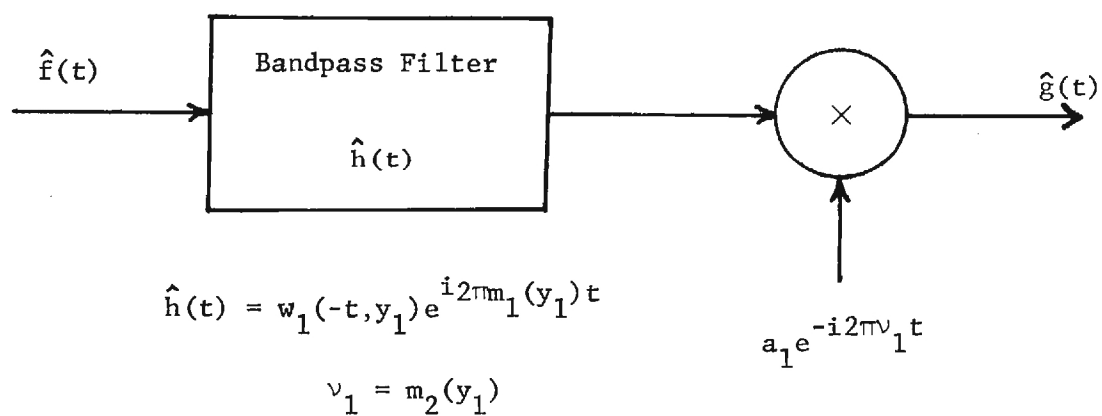 f̂(t)
Bandpass Filter
ĥ(t)
×
ĝ(t)
ĥ(t) = w₁(-t,y₁)e^{i2πm₁(y₁)t}
a₁e^{-i2πν₁t}
ν₁ = m₂(y₁)